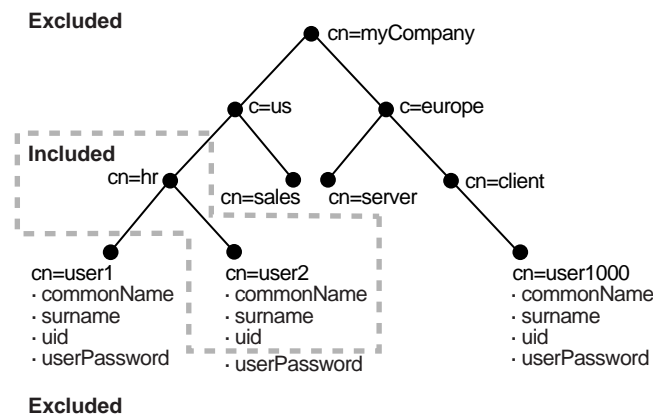 Excluded
cn=myCompany
c=us
c=europe
Included
cn=hr
cn=sales
cn=server
cn=client
cn=user1
· commonName
· surname
· uid
· userPassword
cn=user2
· commonName
· surname
· uid
· userPassword
cn=user1000
· commonName
· surname
· uid
· userPassword
Excluded